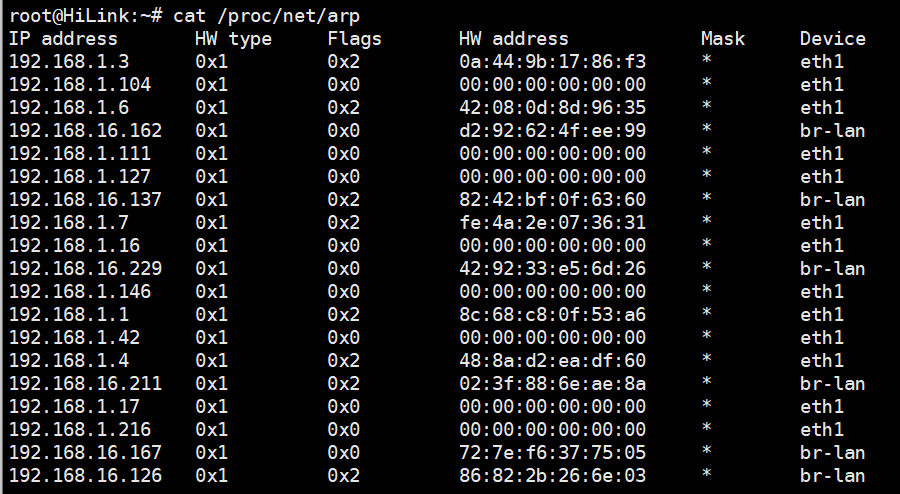 root@HiLink:~# cat /proc/net/arp
IP address       HW type     Flags       HW address            Mask     Device
192.168.1.3      0x1         0x2         0a:44:9b:17:86:f3     *        eth1
192.168.1.104    0x1         0x0         00:00:00:00:00:00     *        eth1
192.168.1.6      0x1         0x2         42:08:0d:8d:96:35     *        eth1
192.168.16.162   0x1         0x0         d2:92:62:4f:ee:99     *        br-lan
192.168.1.111    0x1         0x0         00:00:00:00:00:00     *        eth1
192.168.1.127    0x1         0x0         00:00:00:00:00:00     *        eth1
192.168.16.137   0x1         0x2         82:42:bf:0f:63:60     *        br-lan
192.168.1.7      0x1         0x2         fe:4a:2e:07:36:31     *        eth1
192.168.1.16     0x1         0x0         00:00:00:00:00:00     *        eth1
192.168.16.229   0x1         0x0         42:92:33:e5:6d:26     *        br-lan
192.168.1.146    0x1         0x0         00:00:00:00:00:00     *        eth1
192.168.1.1      0x1         0x2         8c:68:c8:0f:53:a6     *        eth1
192.168.1.42     0x1         0x0         00:00:00:00:00:00     *        eth1
192.168.1.4      0x1         0x2         48:8a:d2:ea:df:60     *        eth1
192.168.16.211   0x1         0x2         02:3f:88:6e:ae:8a     *        br-lan
192.168.1.17     0x1         0x0         00:00:00:00:00:00     *        eth1
192.168.1.216    0x1         0x0         00:00:00:00:00:00     *        eth1
192.168.16.167   0x1         0x0         72:7e:f6:37:75:05     *        br-lan
192.168.16.126   0x1         0x2         86:82:2b:26:6e:03     *        br-lan